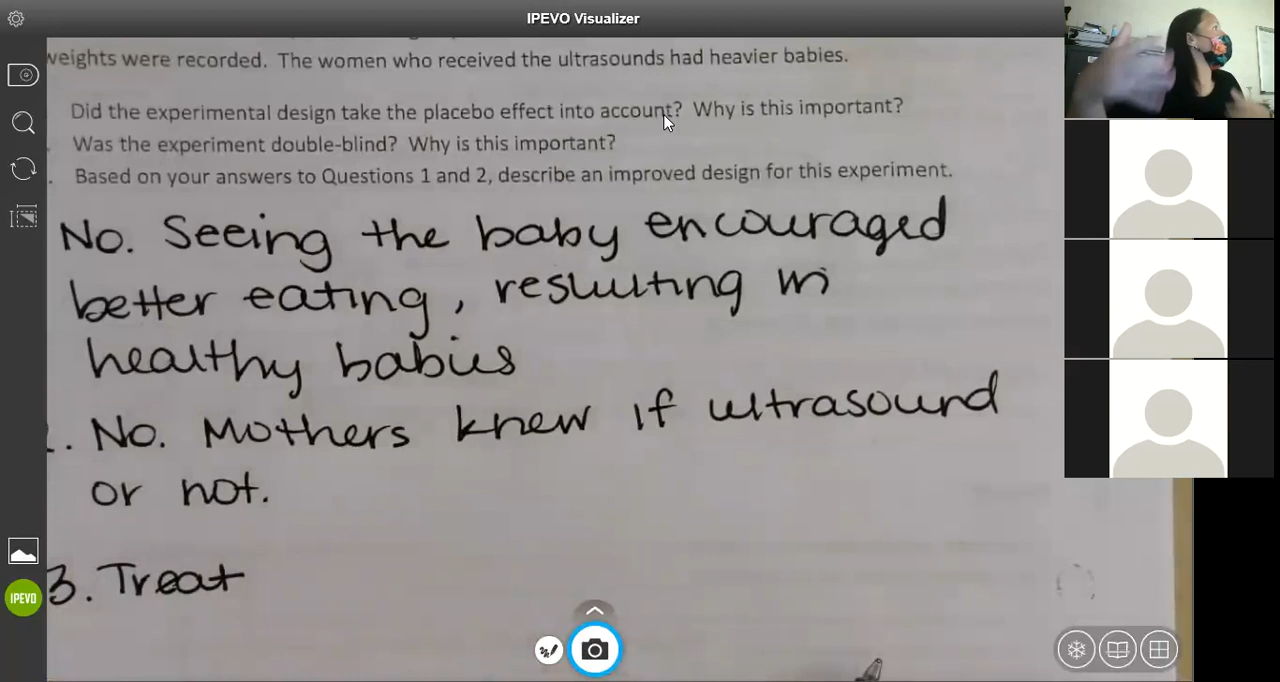 IPEVO Visualizer
weights were recorded. The women who received the ultrasounds had heavier babies.
Did the experimental design take the placebo effect into account? Why is this important?
Was the experiment double-blind? Why is this important?
Based on your answers to Questions 1 and 2, describe an improved design for this experiment.
No. Seeing the baby encouraged
better eating, resluting in
healthy babies
. No. Mothers knew if ultrasound
or not.
3. Treat
IPEVO